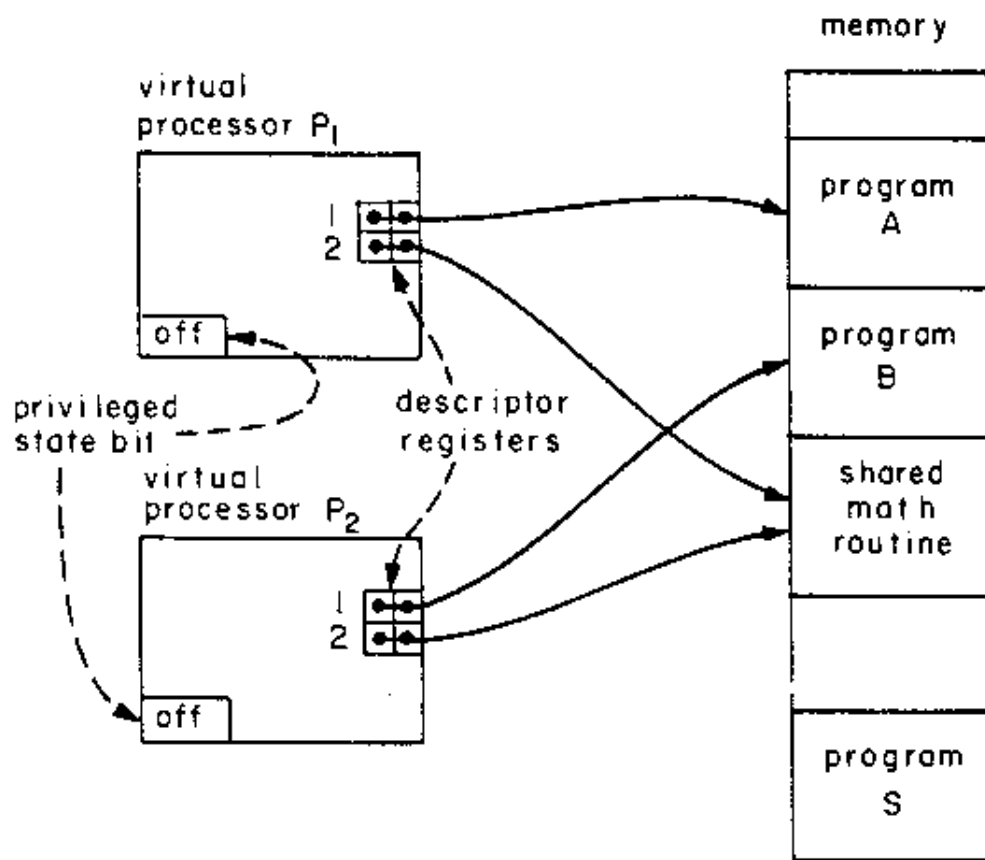 memory
virtual
processor P₁
program
A
1
2
off
program
B
privileged
state bit
descriptor
registers
virtual
processor P₂
shared
math
routine
1
2
off
program
S